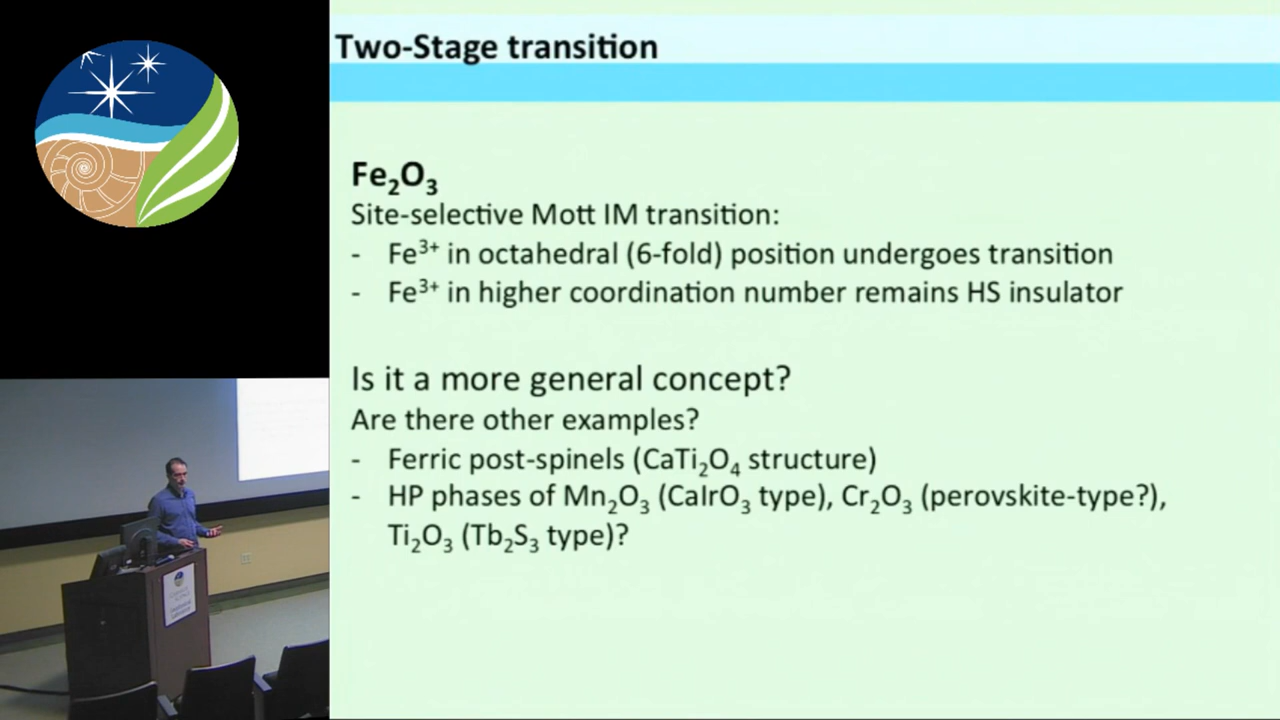 Two-Stage transition
Fe₂O₃
Site-selective Mott IM transition:
- Fe³⁺ in octahedral (6-fold) position undergoes transition
- Fe³⁺ in higher coordination number remains HS insulator
Is it a more general concept?
Are there other examples?
- Ferric post-spinels (CaTi₂O₄ structure)
- HP phases of Mn₂O₃ (CaIrO₃ type), Cr₂O₃ (perovskite-type?),
Ti₂O₃ (Tb₂S₃ type)?